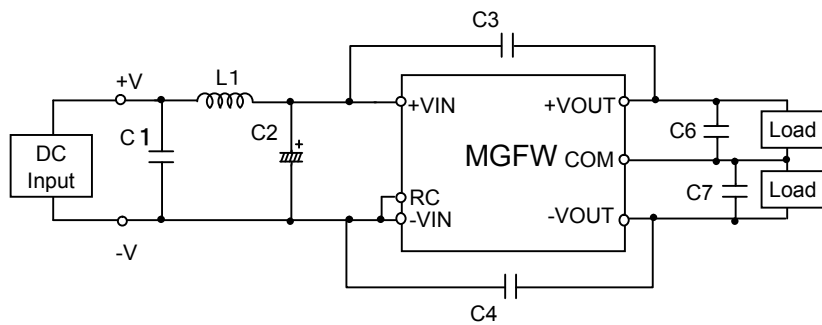 C3
+V
L1
+VIN
+VOUT
C1
C2
+
C6
Load
DC
Input
MGFW
COM
RC
C7
Load
-VIN
-VOUT
-V
C4